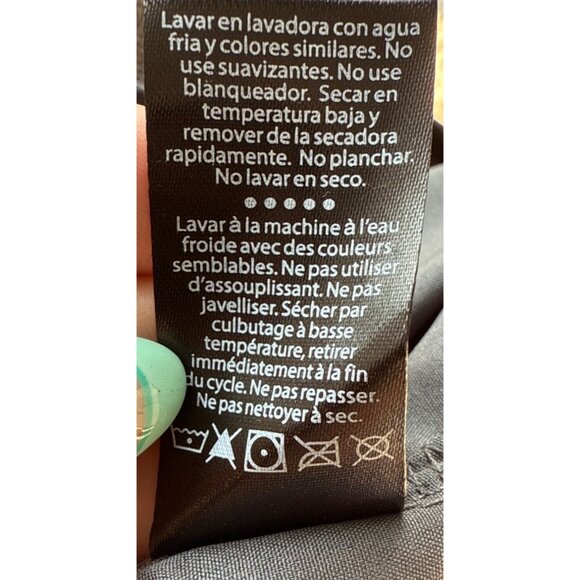 Lavar en lavadora con agua
fria y colores similares. No
use suavizantes. No use
blanqueador. Secar en
temperatura baja y
remover de la secadora
rapidamente. No planchar.
No lavar en seco.
Lavar à la machine à l'eau
froide avec des couleurs
semblables. Ne pas utiliser
d'assouplissant. Ne pas
javelliser. Sécher par
culbutage à basse
température, retirer
immédiatement à la fin
du cycle. Ne pas repasser.
Ne pas nettoyer à sec.